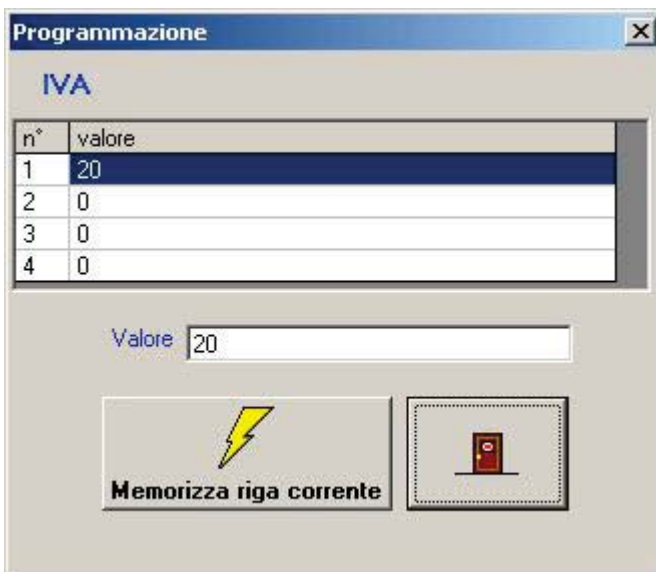 Programmazione
IVA
n° valore
1 20
2 0
3 0
4 0
Valore 20
Memorizza riga corrente